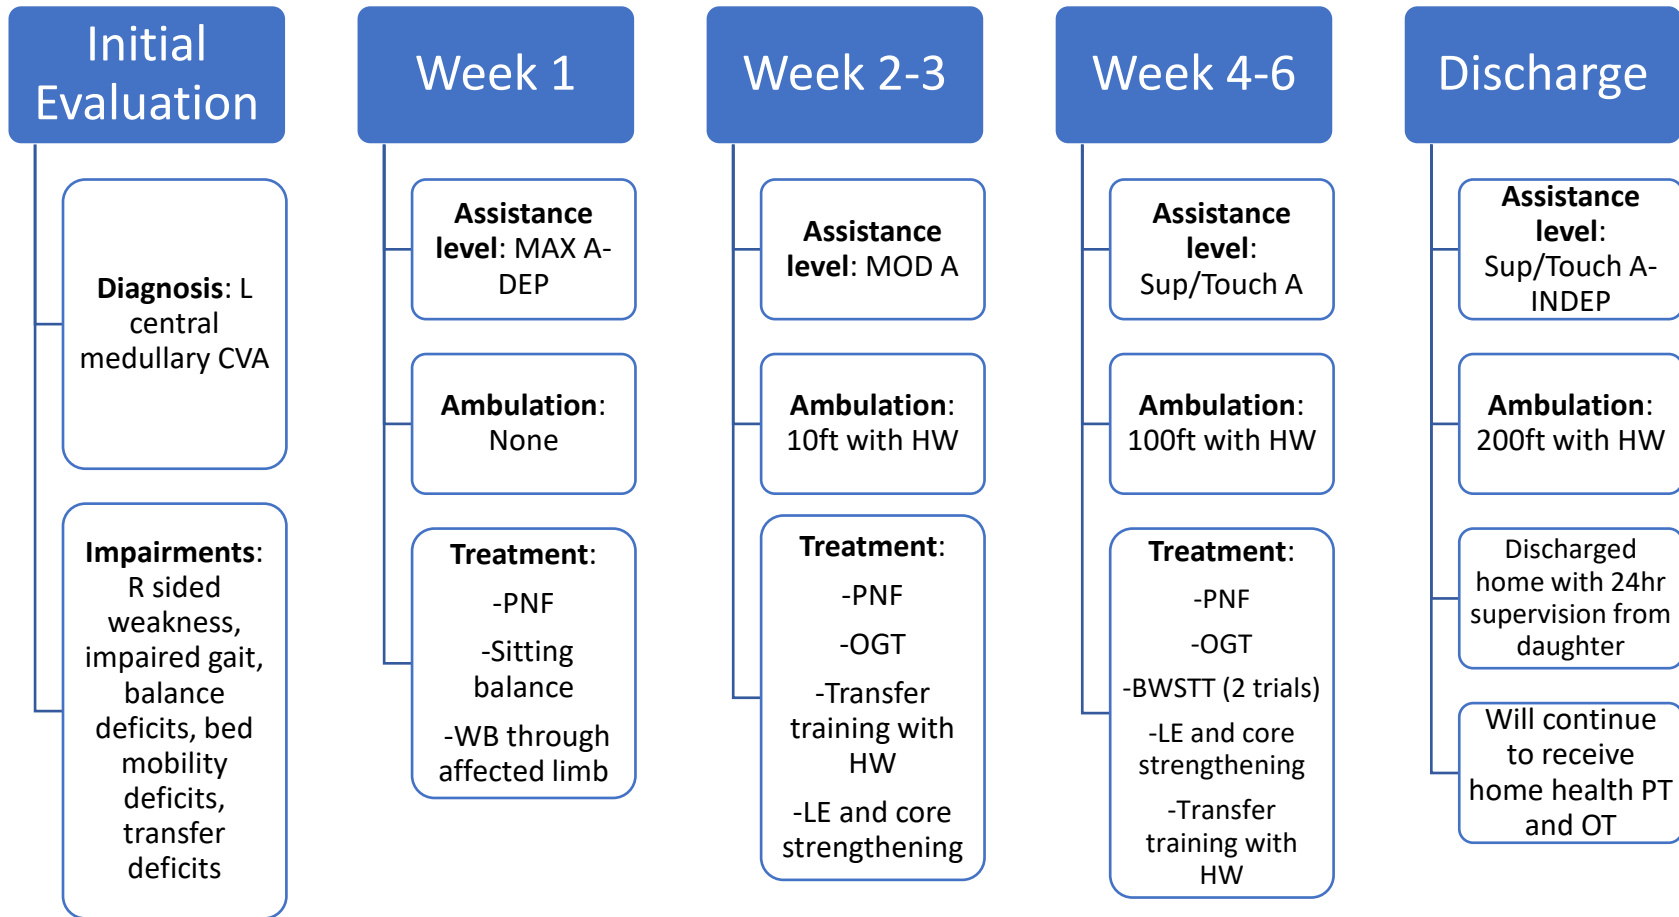 Initial
Evaluation
Diagnosis: L
central
medullary CVA
Impairments:
R sided
weakness,
impaired gait,
balance
deficits, bed
mobility
deficits,
transfer
deficits
Week 1
Assistance
level: MAX A-
DEP
Ambulation:
None
Treatment:
-PNF
-Sitting
balance
-WB through
affected limb
Week 2-3
Assistance
level: MOD A
Ambulation:
10ft with HW
Treatment:
-PNF
-OGT
-Transfer
training with
HW
-LE and core
strengthening
Week 4-6
Assistance
level:
Sup/Touch A
Ambulation:
100ft with HW
Treatment:
-PNF
-OGT
-BWSTT (2 trials)
-LE and core
strengthening
-Transfer
training with
HW
Discharge
Assistance
level:
Sup/Touch A-
INDEP
Ambulation:
200ft with HW
Discharged
home with 24hr
supervision from
daughter
Will continue
to receive
home health PT
and OT